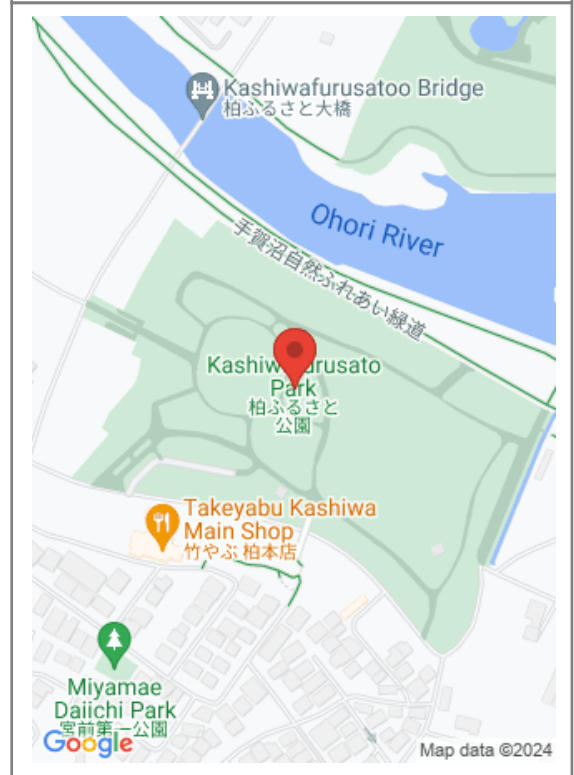 Kashiwafurusatoo Bridge
柏ふるさと大橋
Ohori River
手賀沼自然ふれあい緑道
Kashiwafurusato
Park
柏ふるさと
公園
Takeyabu Kashiwa
Main Shop
竹やぶ 柏本店
Miyamae
Daiichi Park
宮前第一公園
Google
Map data ©2024